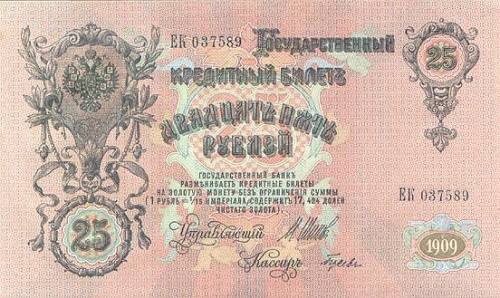 ЕК 037589
Государственный
25
Кредитный Билетъ
Двадцать пять
рублей
ГОСУДАРСТВЕННЫЙ БАНКЪ
РАЗМѢНИВАЕТЪ КРЕДИТНЫЕ БИЛЕТЫ
НА ЗОЛОТУЮ МОНЕТУ БЕЗЪ ОГРАНИЧЕНІЯ СУММЫ
(1 РУБЛЬ = 1/15 ИМПЕРІАЛА, СОДЕРЖИТЪ 17,424 ДОЛЕЙ
ЧИСТАГО ЗОЛОТА)
ЕК 037589
25
Управляющій
Кассиръ
1909